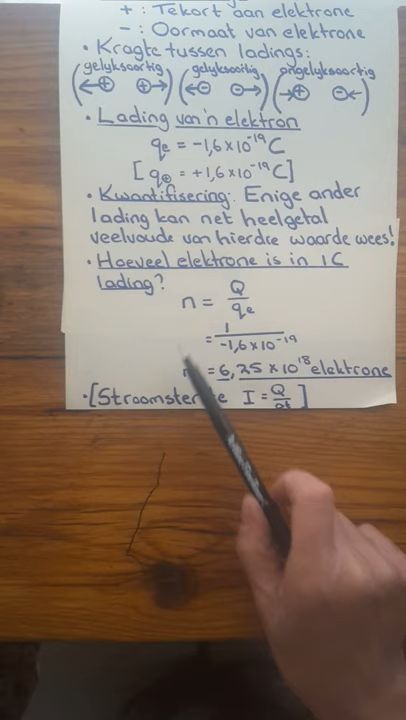 + : Tekort aan elektrone
- : Oormaat van elektrone
• Kragte tussen ladings:
(gelyksoortig) (gelyksoortig) (ongelyksoortig)
← + + → ← - - → → + - ←
• Lading van 'n elektron
qe = -1,6 × 10⁻¹⁹ C
[q⊕ = +1,6 × 10⁻¹⁹ C]
• Kwantifisering: Enige ander
lading kan net heelgetal
veelvoude van hierdie waarde wees!
• Hoeveel elektrone is in 1C
lading?
n = Q/qe
= 1/-1,6 × 10⁻¹⁹
= 6,25 × 10¹⁸ elektrone
• [ I = Q/Δt ]